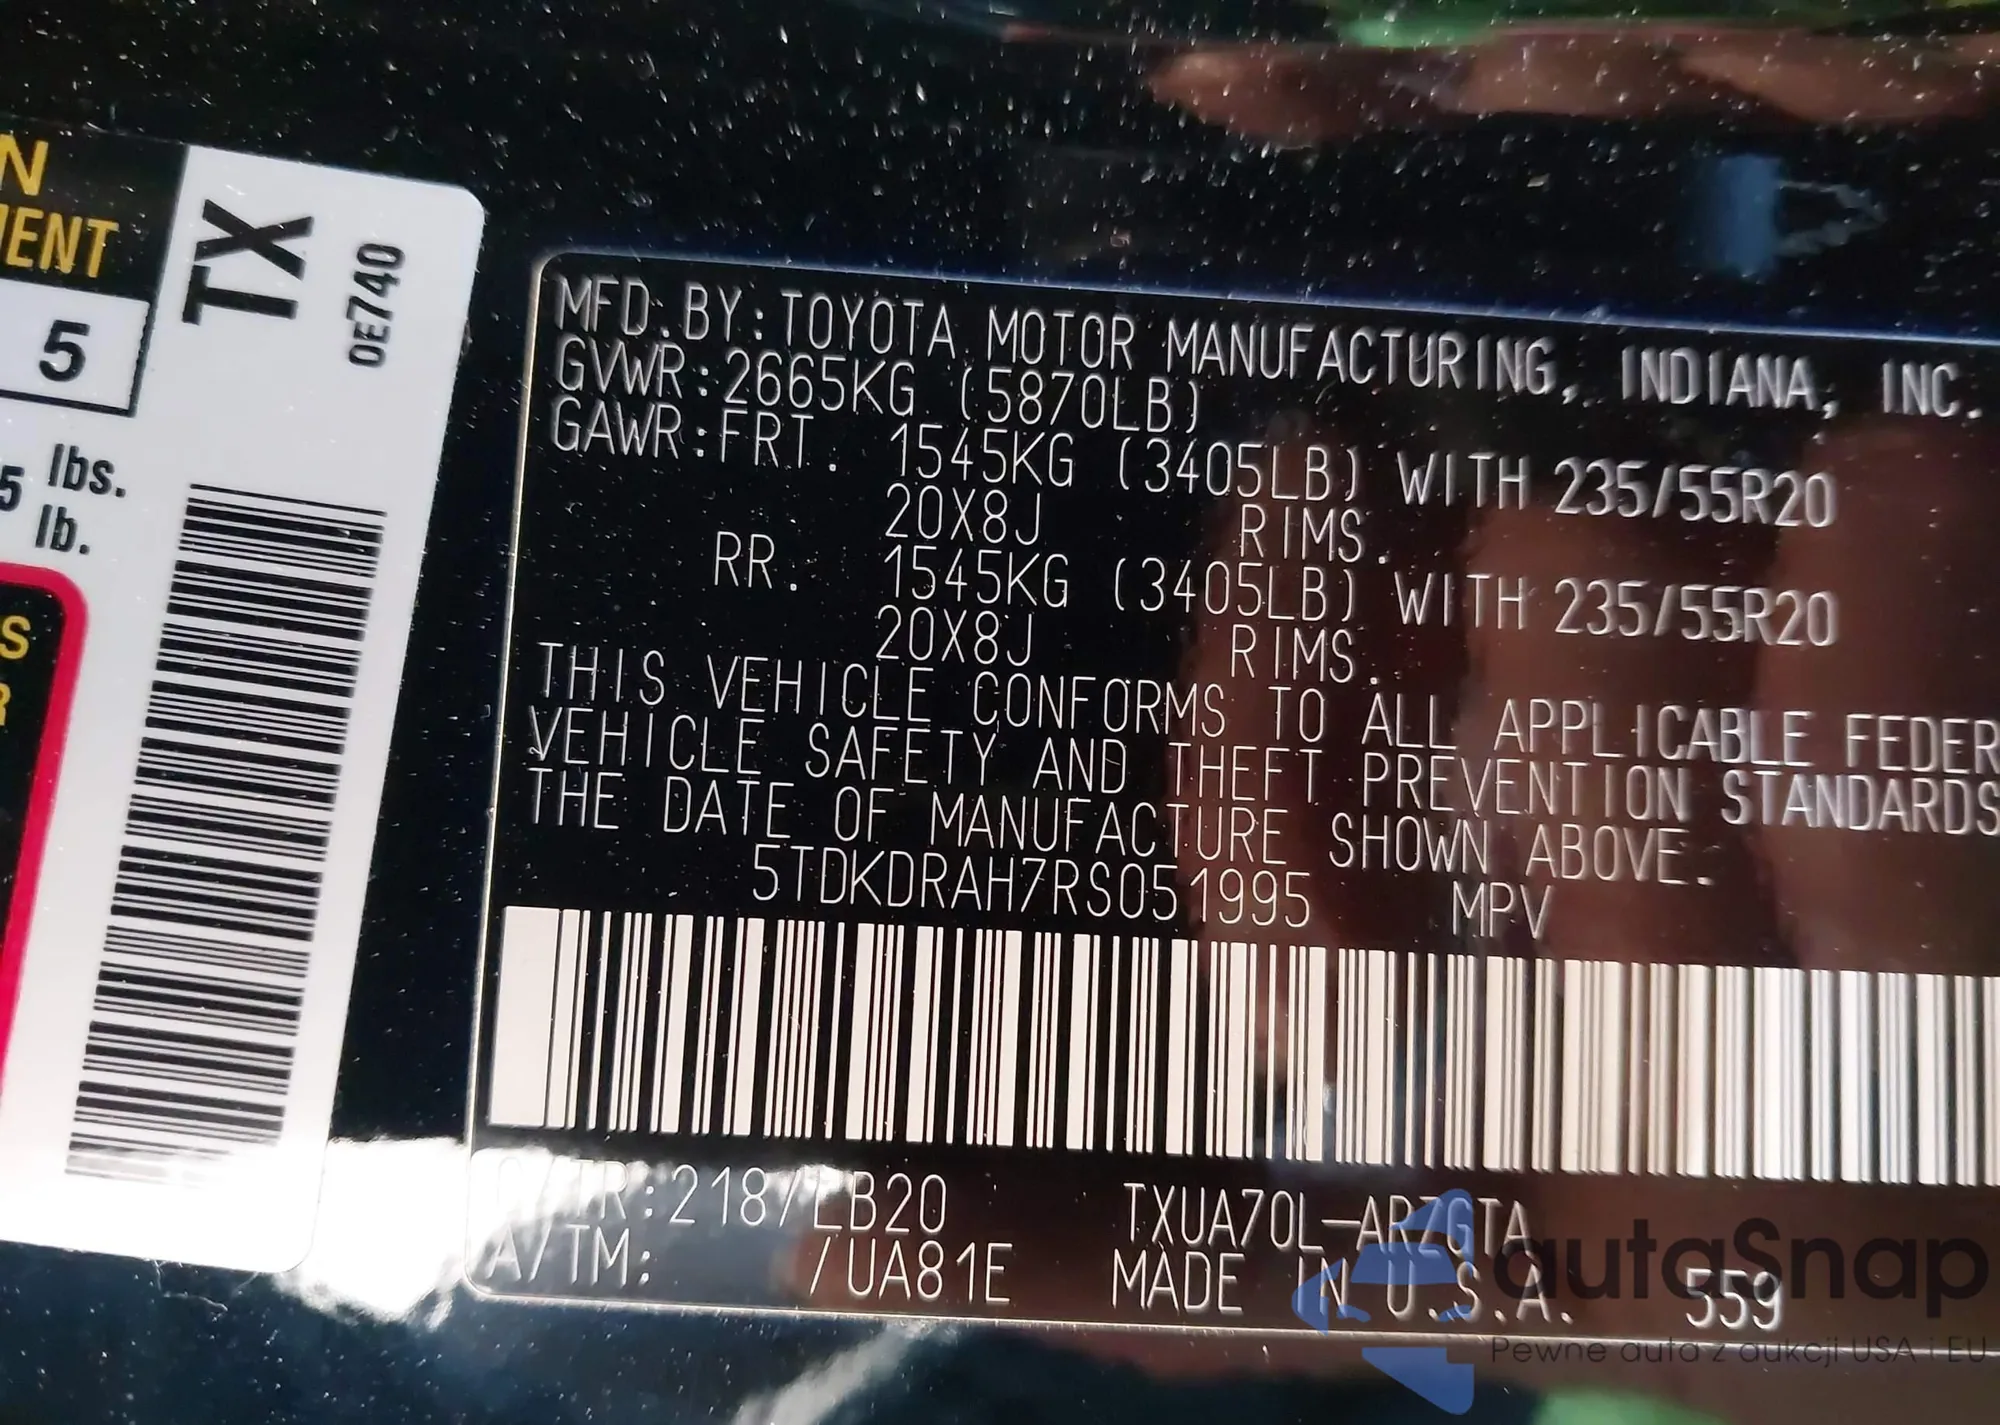 N
MENT
5
5 lbs.
lb.
S
R
TX
0E740
MFD.BY:TOYOTA MOTOR MANUFACTURING, INDIANA, INC.
GVWR:2665KG (5870LB)
GAWR:FRT. 1545KG (3405LB) WITH 235/55R20
20X8J RIMS.
RR. 1545KG (3405LB) WITH 235/55R20
20X8J RIMS.
THIS VEHICLE CONFORMS TO ALL APPLICABLE FEDER
VEHICLE SAFETY AND THEFT PREVENTION STANDARDS
THE DATE OF MANUFACTURE SHOWN ABOVE.
5TDKDRAH7RS051995 MPV
C/TR:218/EB20 TXUA70L-ARZGTA
A/TM: /UA81E MADE IN U.S.A. 559
autaSnap
Pewne auta z aukcji USA i EU